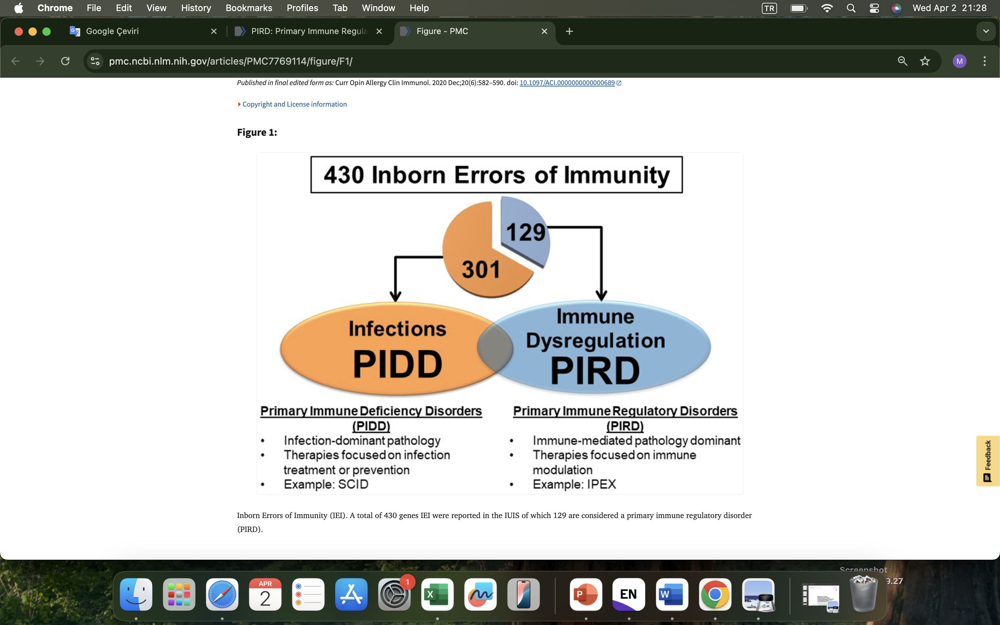 Chrome File Edit View History Bookmarks Profiles Tab Window Help TR Wed Apr 2 21:28
Google Çeviri PIRD: Primary Immune Regula Figure - PMC
pmc.ncbi.nlm.nih.gov/articles/PMC7769114/figure/F1/ M
Published in final edited form as: Curr Opin Allergy Clin Immunol. 2020 Dec;20(6):582–590. doi: 10.1097/ACI.0000000000000689
Copyright and License information
Figure 1:
430 Inborn Errors of Immunity
129
301
Infections
PIDD
Immune
Dysregulation
PIRD
Primary Immune Deficiency Disorders
(PIDD)
• Infection-dominant pathology
• Therapies focused on infection
treatment or prevention
• Example: SCID
Primary Immune Regulatory Disorders
(PIRD)
• Immune-mediated pathology dominant
• Therapies focused on immune
modulation
• Example: IPEX
Feedback
Inborn Errors of Immunity (IEI). A total of 430 genes IEI were reported in the IUIS of which 129 are considered a primary immune regulatory disorder
(PIRD).
Screenshot
9.27
APR
2
1
X
P
EN
W